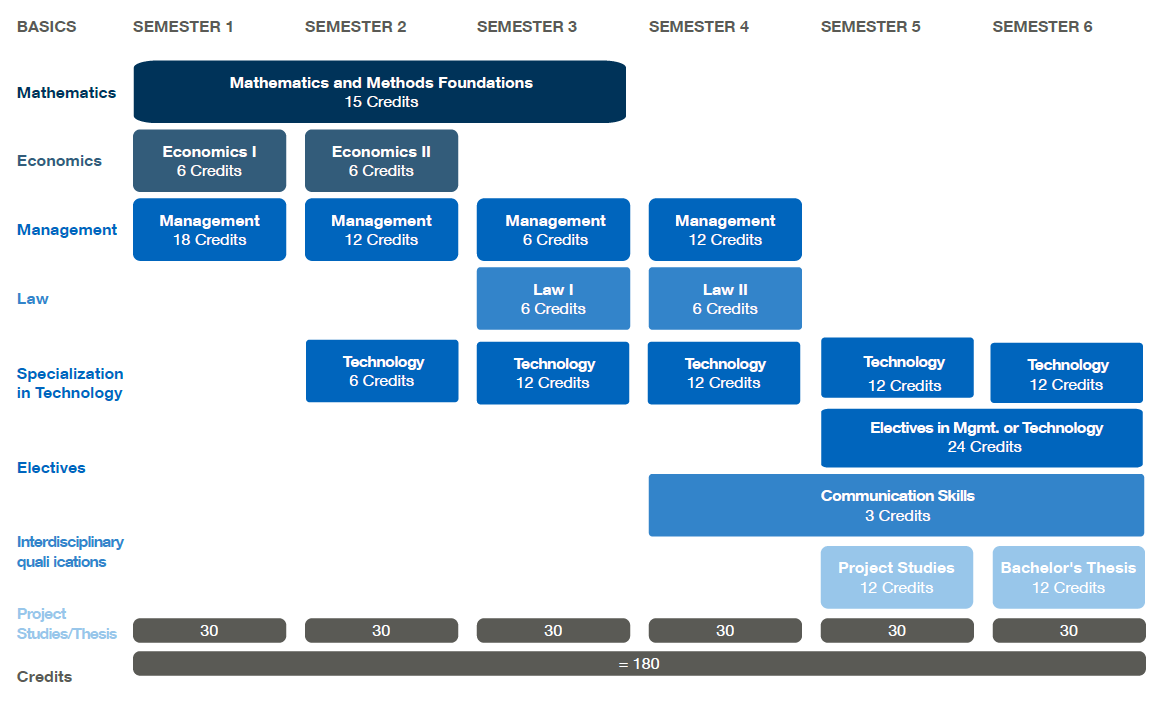 BASICS SEMESTER 1 SEMESTER 2 SEMESTER 3 SEMESTER 4 SEMESTER 5 SEMESTER 6
Mathematics
Mathematics and Methods Foundations
15 Credits
Economics
Economics I
6 Credits
Economics II
6 Credits
Management
Management
18 Credits
Management
12 Credits
Management
6 Credits
Management
12 Credits
Law
Law I
6 Credits
Law II
6 Credits
Specialization
in Technology
Technology
6 Credits
Technology
12 Credits
Technology
12 Credits
Technology
12 Credits
Technology
12 Credits
Electives
Electives in Mgmt. or Technology
24 Credits
Communication Skills
3 Credits
Interdisciplinary
quali ications
Project Studies
12 Credits
Bachelor's Thesis
12 Credits
Project
Studies/Thesis
30 30 30 30 30 30
Credits
= 180